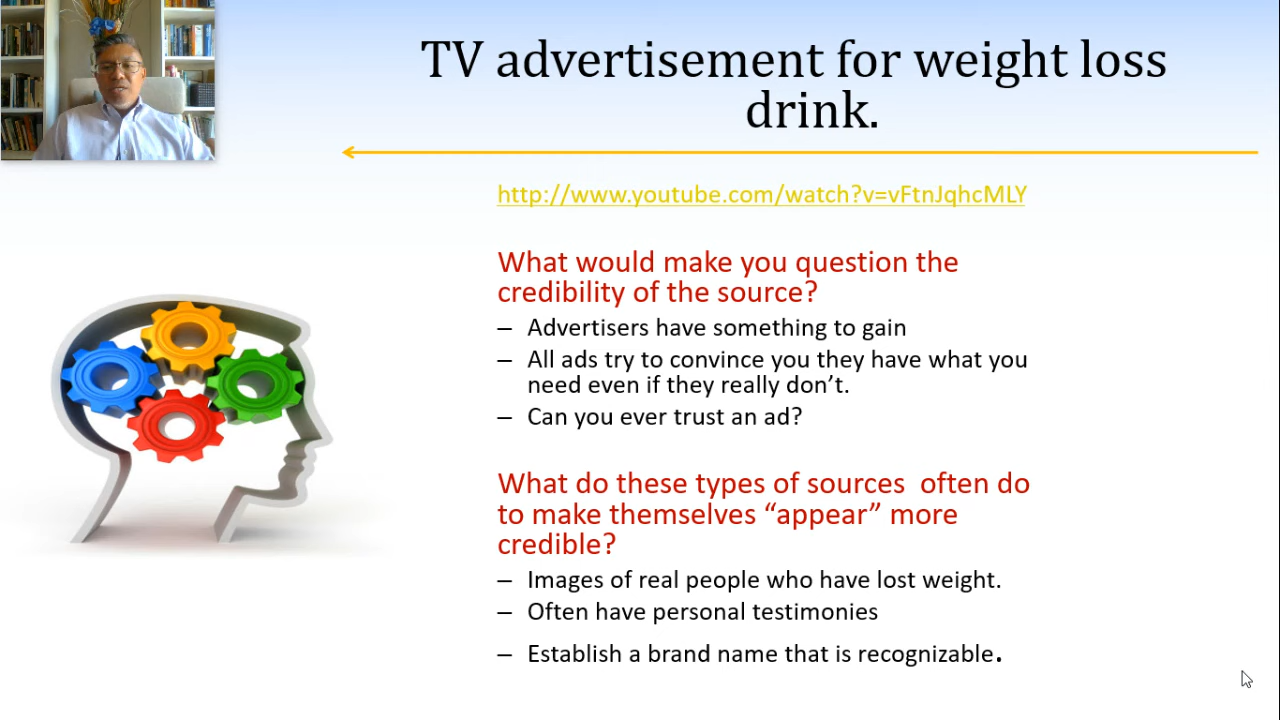 TV advertisement for weight loss
drink.
http://www.youtube.com/watch?v=vFtnJqhcMLY
What would make you question the
credibility of the source?
– Advertisers have something to gain
– All ads try to convince you they have what you
need even if they really don’t.
– Can you ever trust an ad?
What do these types of sources  often do
to make themselves “appear” more
credible?
– Images of real people who have lost weight.
– Often have personal testimonies
– Establish a brand name that is recognizable.